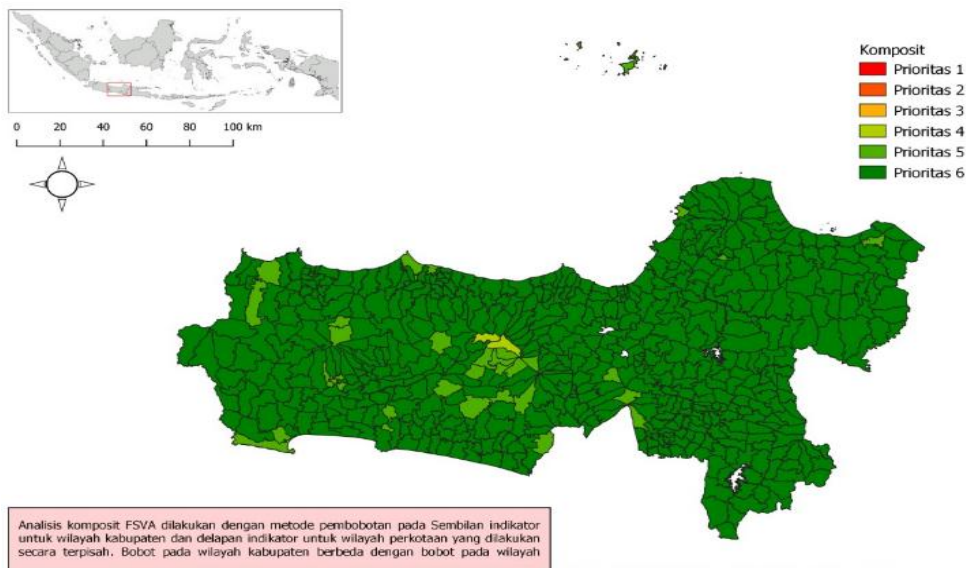 Komposit
Prioritas 1
Prioritas 2
Prioritas 3
Prioritas 4
Prioritas 5
Prioritas 6
0 20 40 60 80 100 km
Analisis komposit FSVA dilakukan dengan metode pembobotan pada Sembilan indikator
untuk wilayah kabupaten dan delapan indikator untuk wilayah perkotaan yang dilakukan
secara terpisah. Bobot pada wilayah kabupaten berbeda dengan bobot pada wilayah